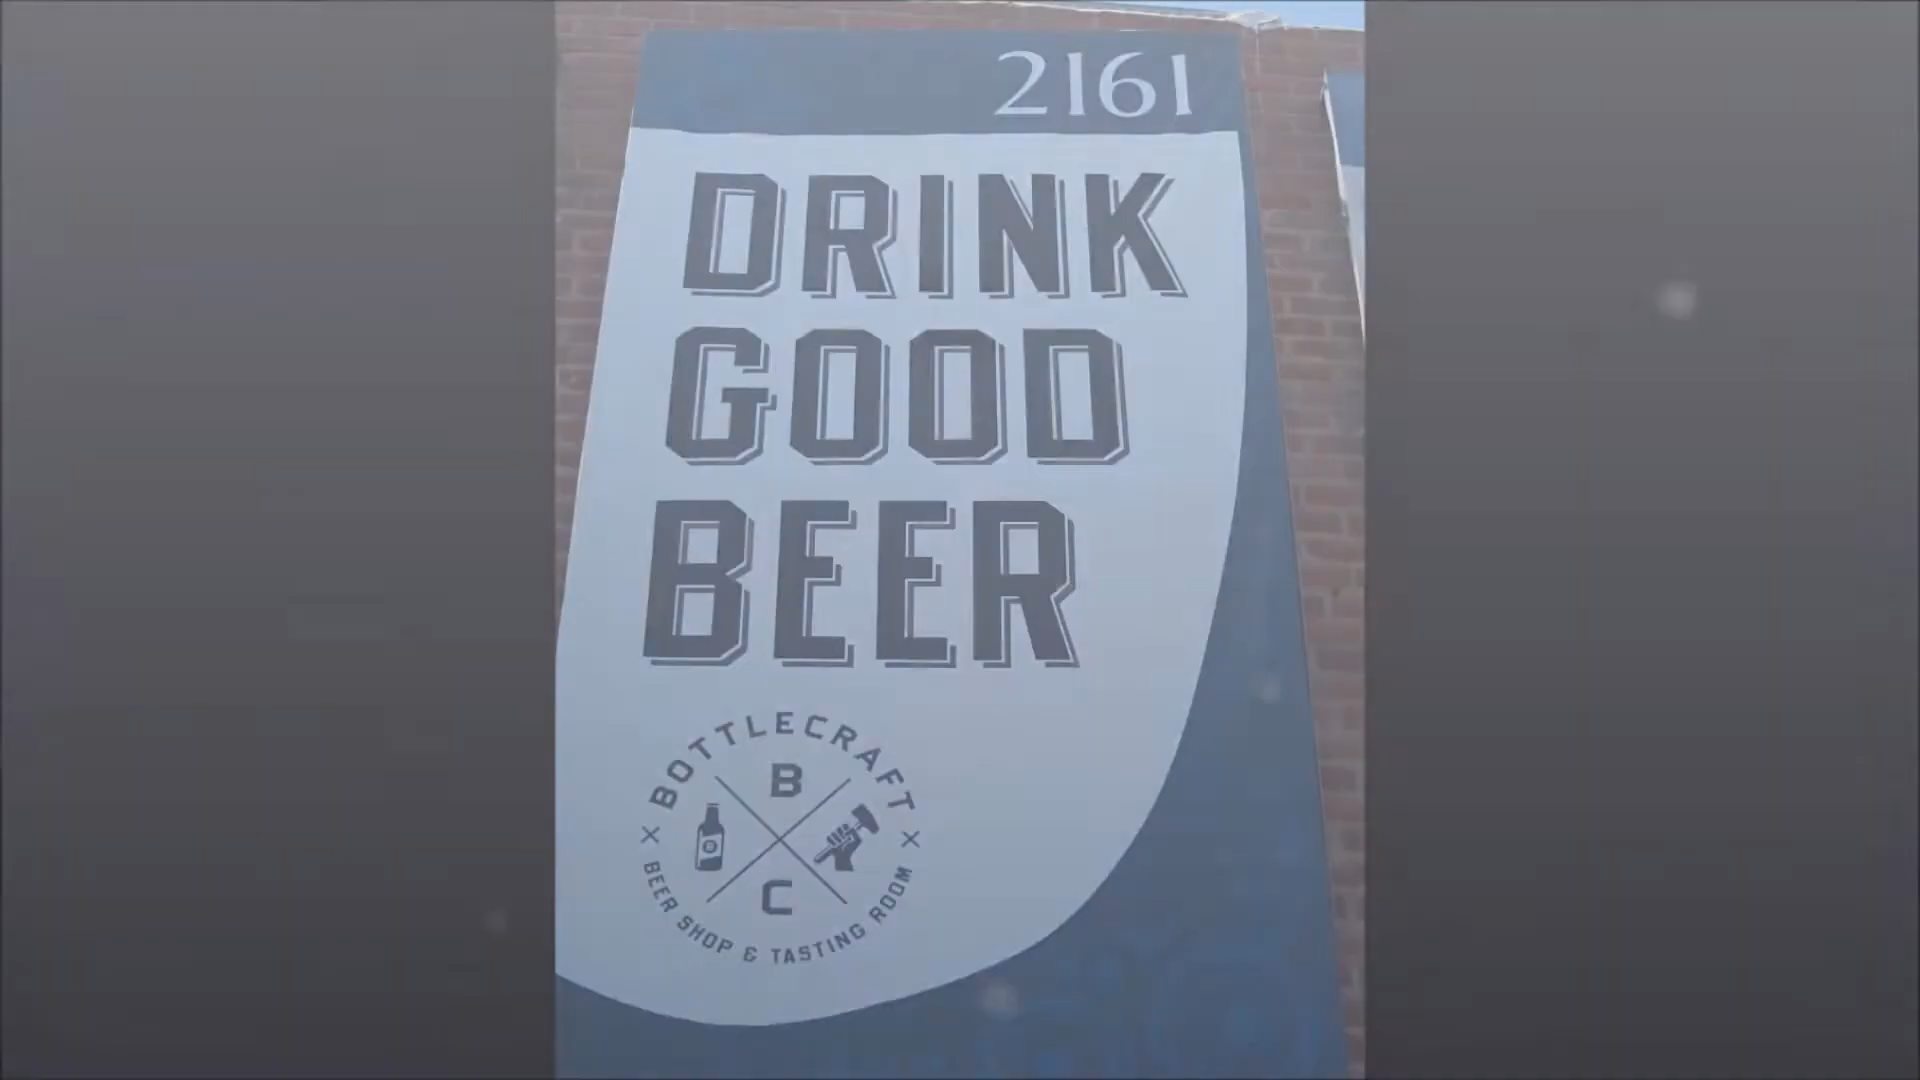 2161
DRINK
GOOD
BEER
BOTTLECRAFT
B
C
BEER SHOP & TASTING ROOM